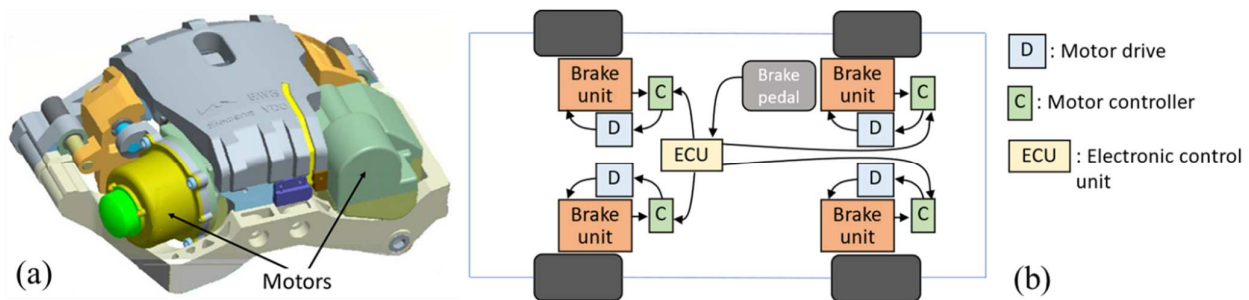 Motors
(a)
Brake
unit
C
D
Brake
pedal
Brake
unit
C
D
ECU
D
C
Brake
unit
D
C
Brake
unit
(b)
D : Motor drive
C : Motor controller
ECU : Electronic control
unit